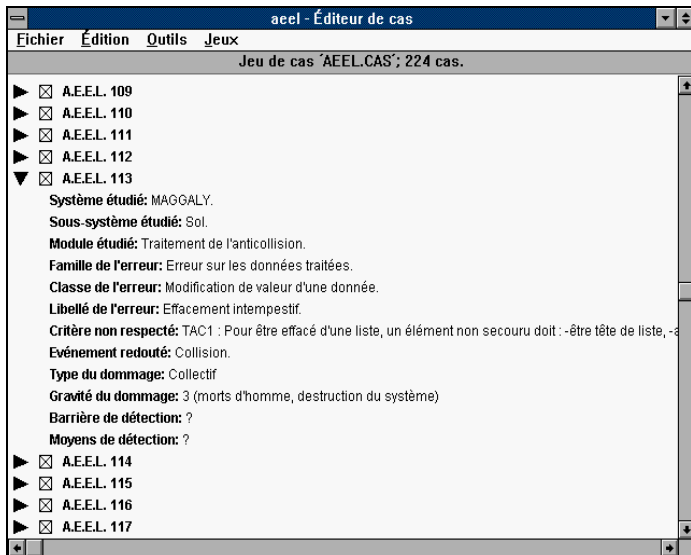 aeel - Éditeur de cas
Fichier Édition Outils Jeux
Jeu de cas ´AEEL.CAS´; 224 cas.
A.E.E.L. 109
A.E.E.L. 110
A.E.E.L. 111
A.E.E.L. 112
A.E.E.L. 113
Système étudié: MAGGALY.
Sous-système étudié: Sol.
Module étudié: Traitement de l'anticollision.
Famille de l'erreur: Erreur sur les données traitées.
Classe de l'erreur: Modification de valeur d'une donnée.
Libellé de l'erreur: Effacement intempestif.
Critère non respecté: TAC1 : Pour être effacé d'une liste, un élément non secouru doit : -être tête de liste, -a
Evénement redouté: Collision.
Type du dommage: Collectif
Gravité du dommage: 3 (morts d'homme, destruction du système)
Barrière de détection: ?
Moyens de détection: ?
A.E.E.L. 114
A.E.E.L. 115
A.E.E.L. 116
A.E.E.L. 117